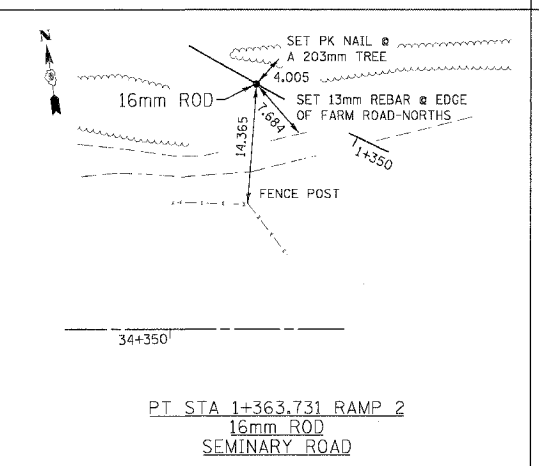 N
SET PK NAIL @
A 203mm TREE
4.005
16mm ROD
SET 13mm REBAR @ EDGE
OF FARM ROAD-NORTHS
7.684
14.365
1+350
FENCE POST
34+350
PT STA 1+363.731 RAMP 2
16mm ROD
SEMINARY ROAD